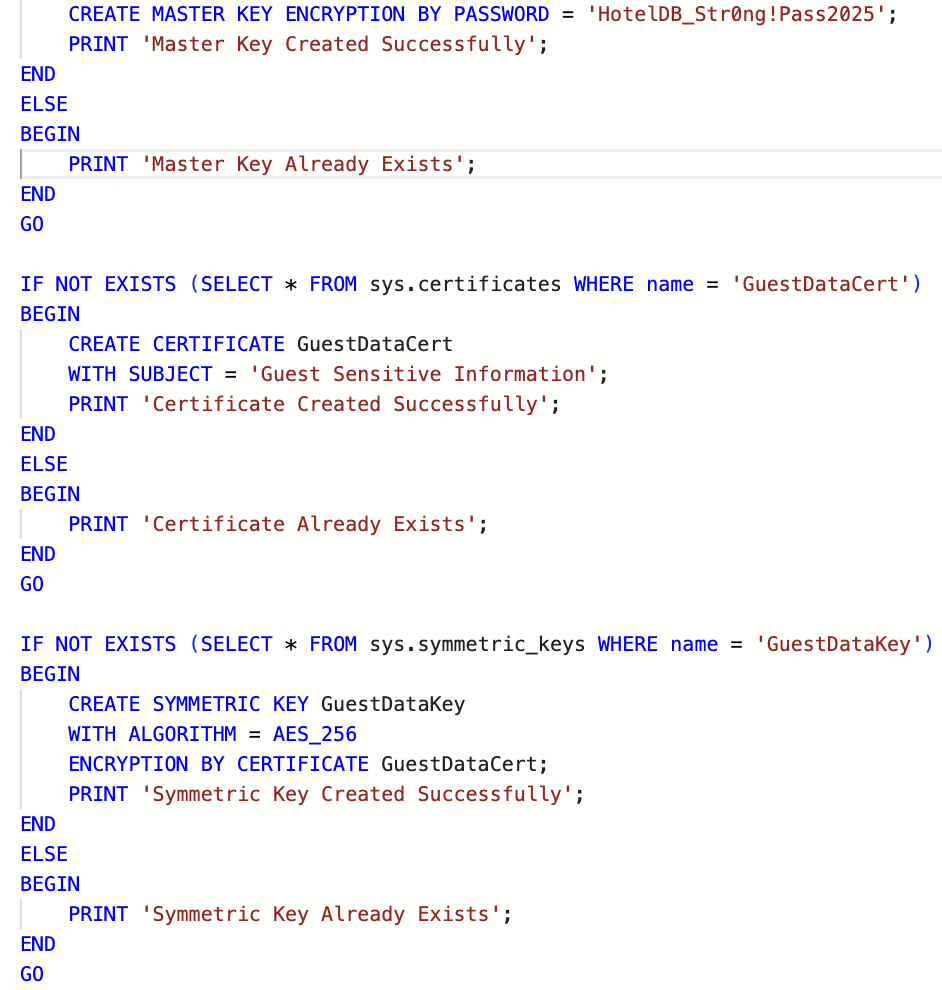 CREATE MASTER KEY ENCRYPTION BY PASSWORD = 'HotelDB_Str0ng!Pass2025';
PRINT 'Master Key Created Successfully';
END
ELSE
BEGIN
PRINT 'Master Key Already Exists';
END
GO
IF NOT EXISTS (SELECT * FROM sys.certificates WHERE name = 'GuestDataCert')
BEGIN
CREATE CERTIFICATE GuestDataCert
WITH SUBJECT = 'Guest Sensitive Information';
PRINT 'Certificate Created Successfully';
END
ELSE
BEGIN
PRINT 'Certificate Already Exists';
END
GO
IF NOT EXISTS (SELECT * FROM sys.symmetric_keys WHERE name = 'GuestDataKey')
BEGIN
CREATE SYMMETRIC KEY GuestDataKey
WITH ALGORITHM = AES_256
ENCRYPTION BY CERTIFICATE GuestDataCert;
PRINT 'Symmetric Key Created Successfully';
END
ELSE
BEGIN
PRINT 'Symmetric Key Already Exists';
END
GO